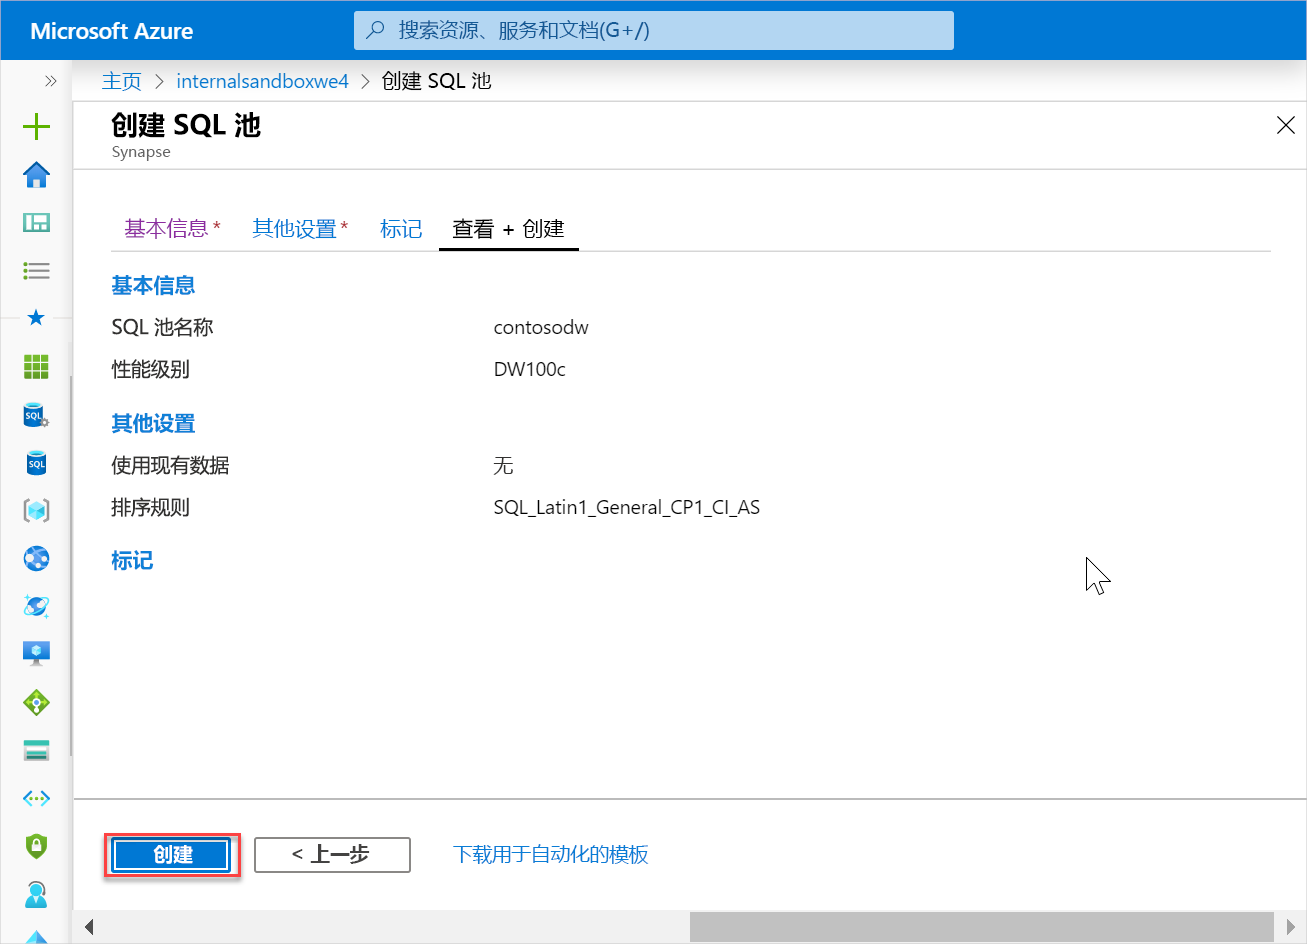 Microsoft Azure
搜索资源、服务和文档(G+/)
主页 > internalsandboxwe4 > 创建 SQL 池
创建 SQL 池
Synapse
基本信息* 其他设置* 标记 查看 + 创建
基本信息
SQL 池名称 contosodw
性能级别 DW100c
其他设置
使用现有数据 无
排序规则 SQL_Latin1_General_CP1_CI_AS
标记
创建 < 上一步 下载用于自动化的模板
SQL
SQL